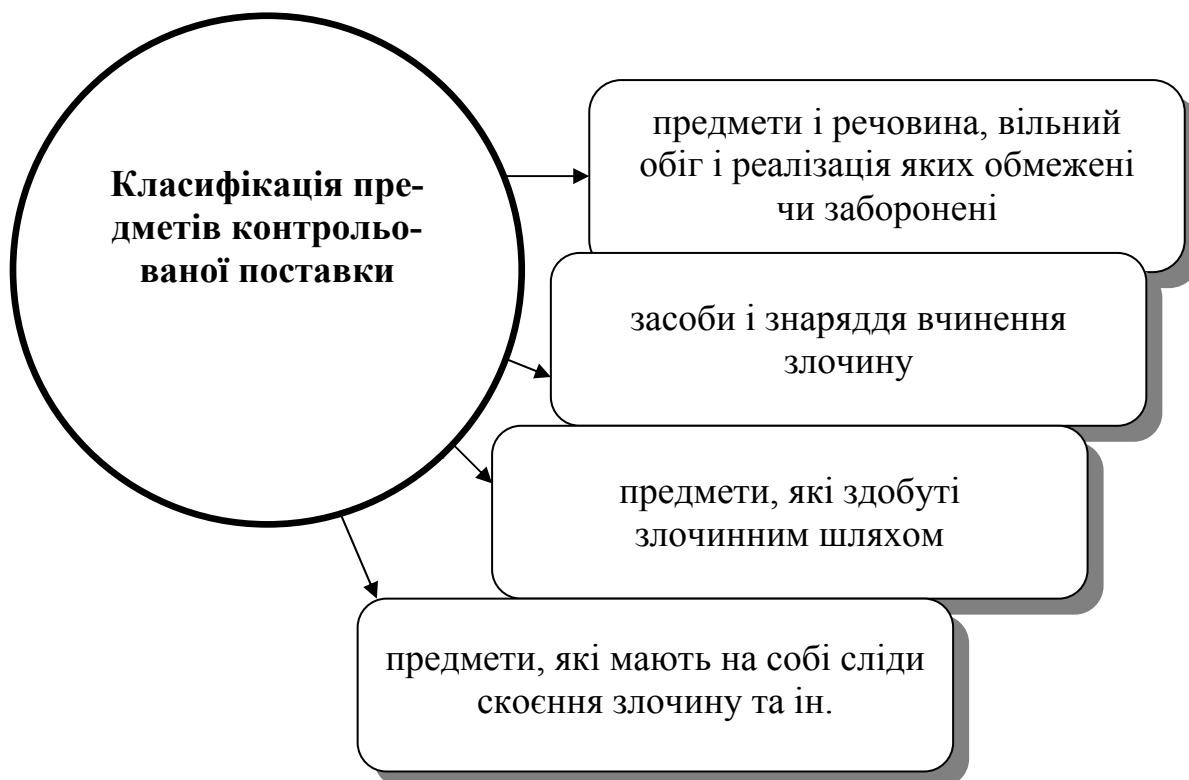 Класифікація пре-
дметів контрольо-
ваної поставки
предмети і речовина, вільний
обіг і реалізація яких обмежені
чи заборонені
засоби і знаряддя вчинення
злочину
предмети, які здобуті
злочинним шляхом
предмети, які мають на собі сліди
скоєння злочину та ін.